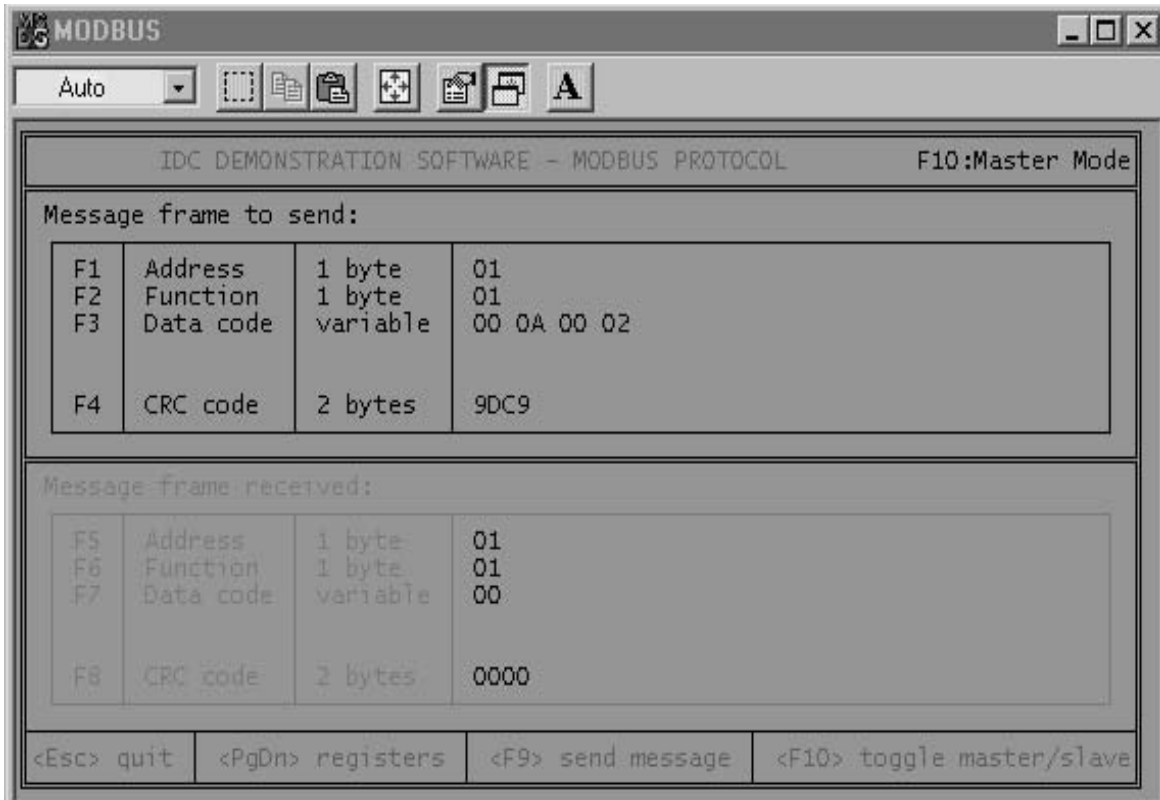 MODBUS
Auto
A
IDC DEMONSTRATION SOFTWARE - MODBUS PROTOCOL F10:Master Mode
Message frame to send:
F1 Address 1 byte 01
F2 Function 1 byte 01
F3 Data code variable 00 0A 00 02
F4 CRC code 2 bytes 9DC9
Message frame received:
F5 Address 1 byte 01
F6 Function 1 byte 01
F7 Data code variable 00
F8 CRC code 2 bytes 0000
<Esc> quit <PgDn> registers <F9> send message <F10> toggle master/slave